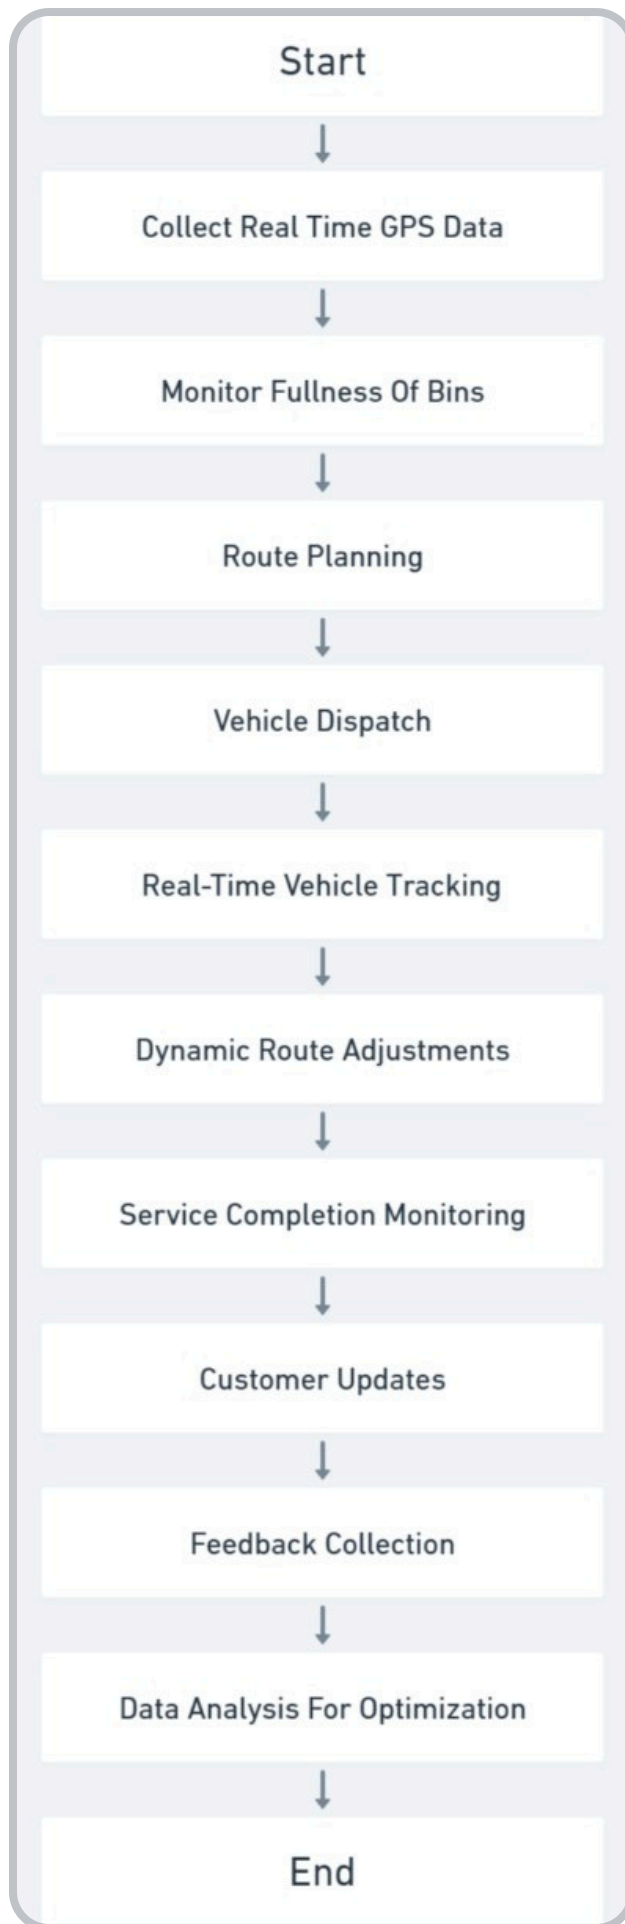 Start
Collect Real Time GPS Data
Monitor Fullness Of Bins
Route Planning
Vehicle Dispatch
Real-Time Vehicle Tracking
Dynamic Route Adjustments
Service Completion Monitoring
Customer Updates
Feedback Collection
Data Analysis For Optimization
End